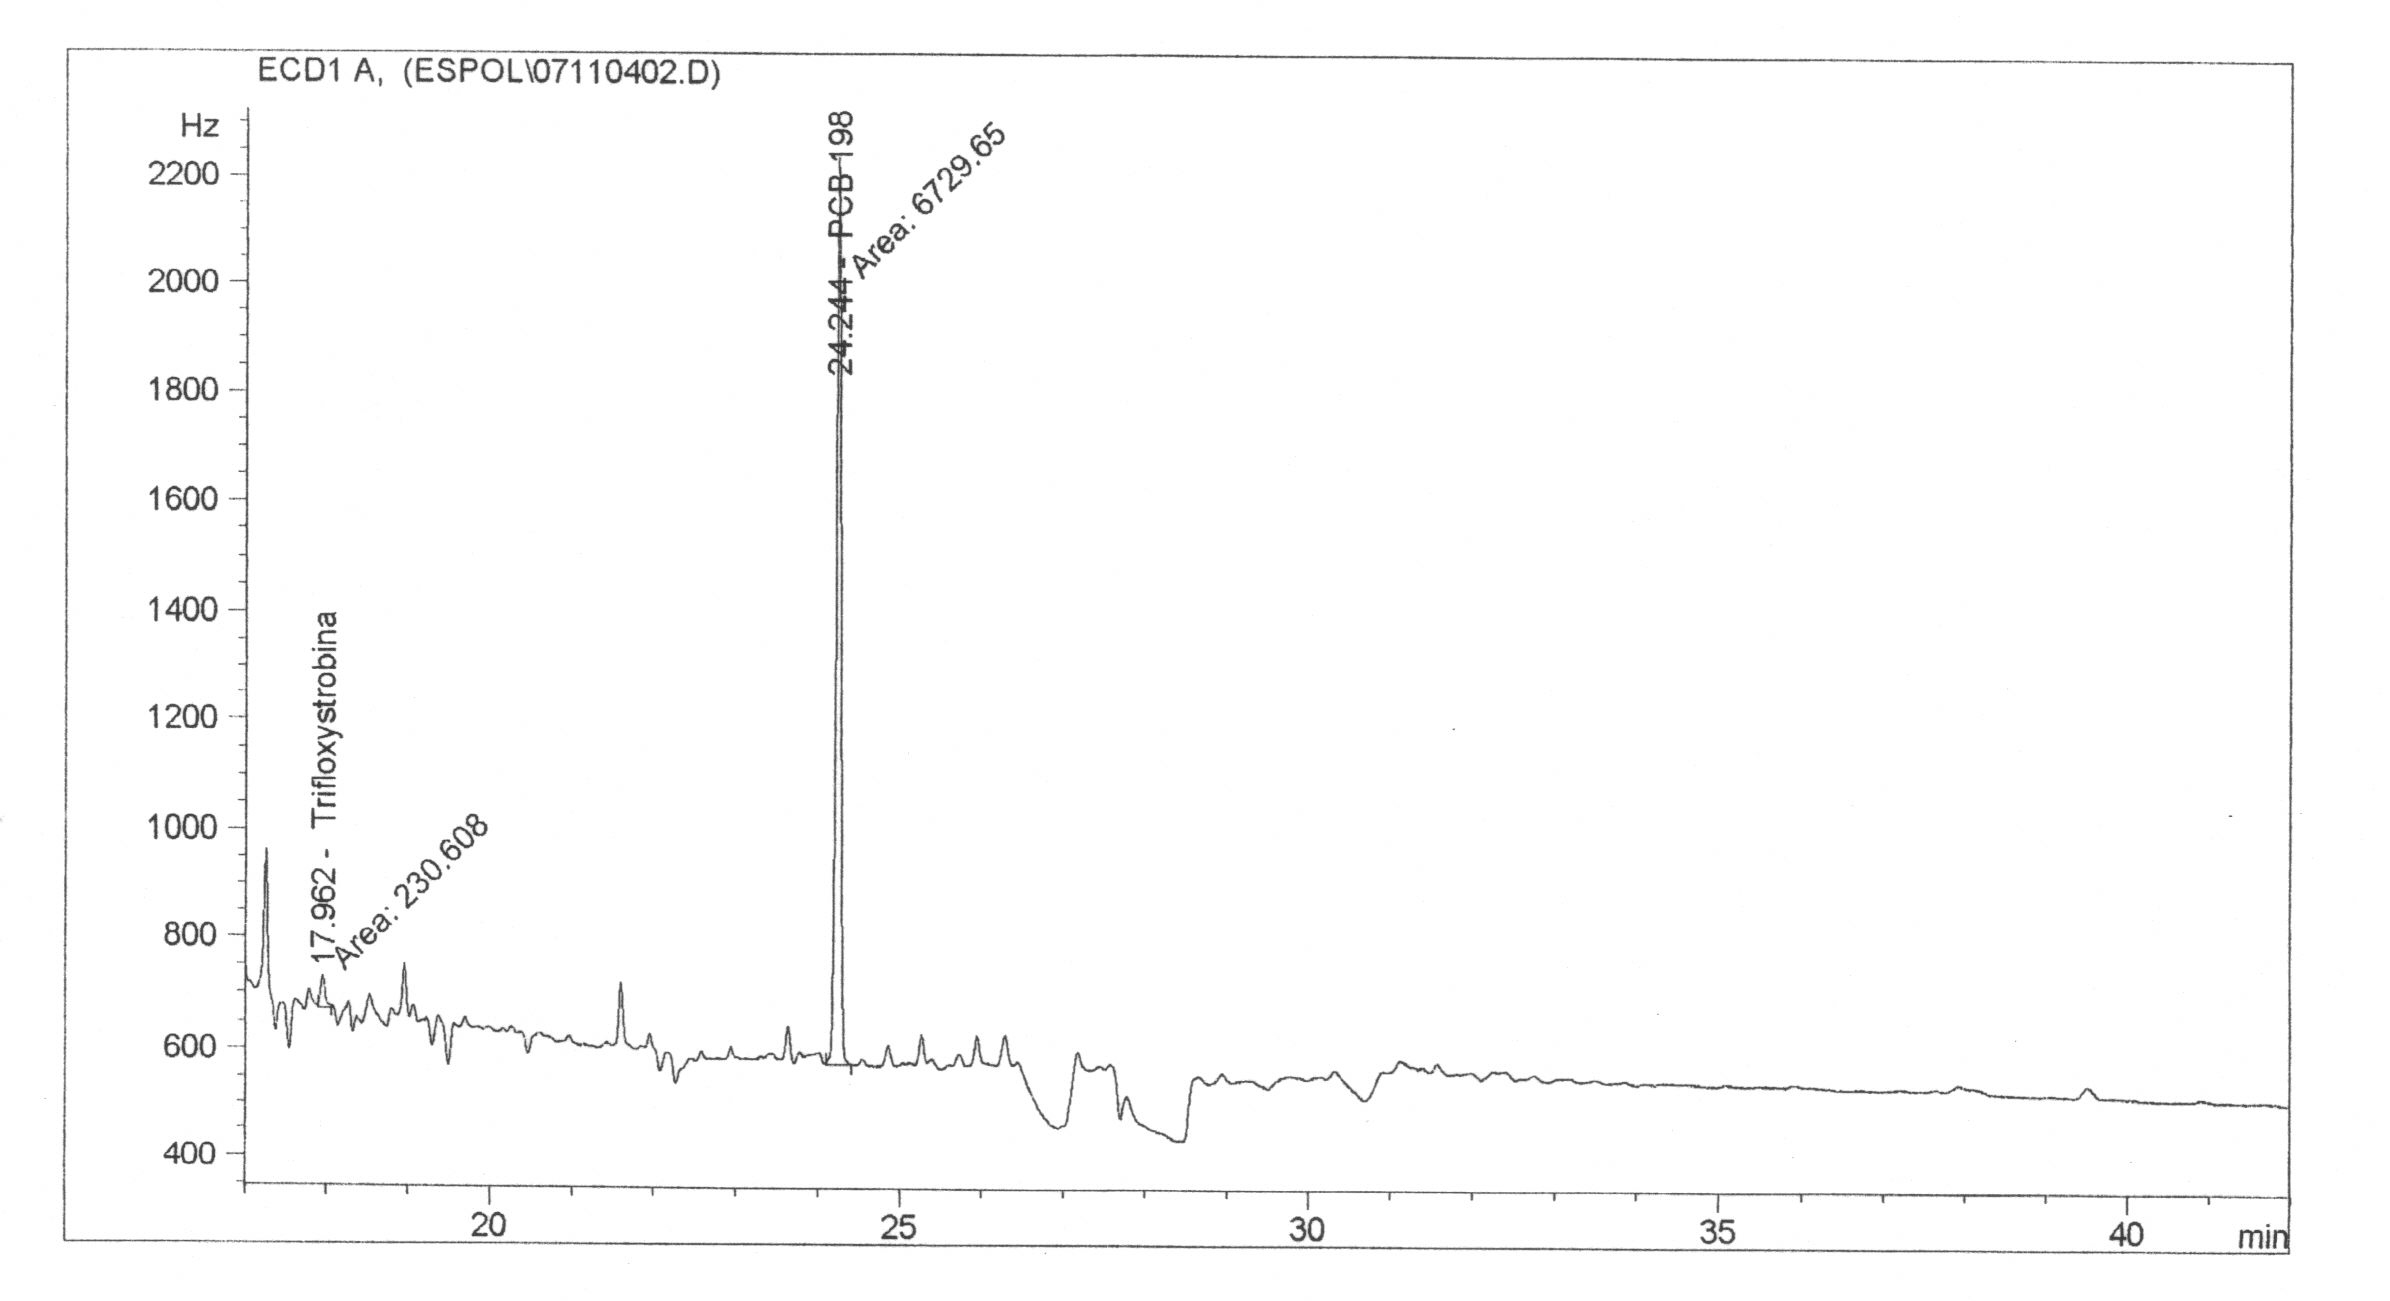 ECD1 A, (ESPOL\07110402.D)
Hz
2200
2000
1800
1600
1400
1200
1000
800
600
400
17.962 - Trifloxystrobina
Area: 230.608
24.244 - PCB 198
Area: 6729.65
20
25
30
35
40
min